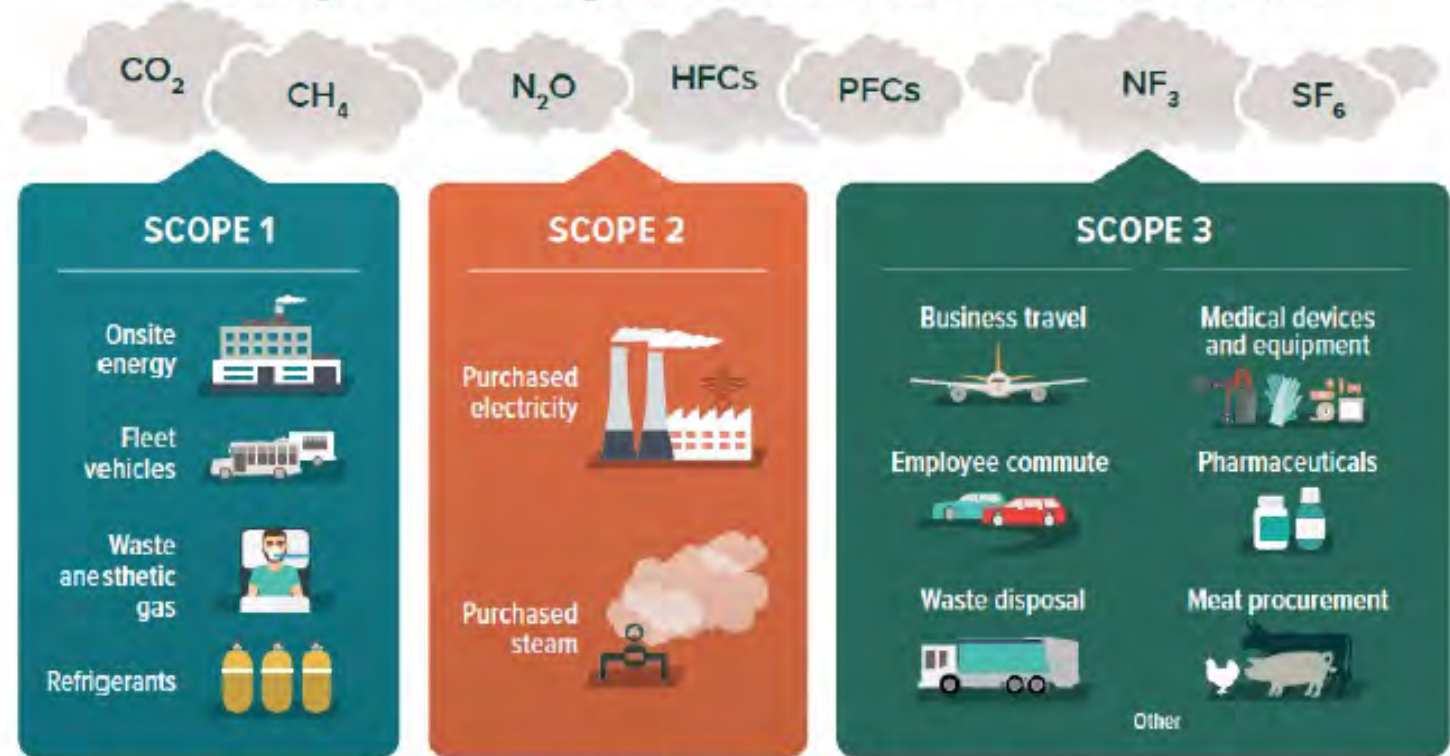 CO₂
CH₄
N₂O
HFCs
PFCs
NF₃
SF₆
SCOPE 1
Onsite
energy
Fleet
vehicles
Waste
anesthetic
gas
Refrigerants
SCOPE 2
Purchased
electricity
Purchased
steam
SCOPE 3
Business travel
Employee commute
Waste disposal
Medical devices
and equipment
Pharmaceuticals
Meat procurement
Other